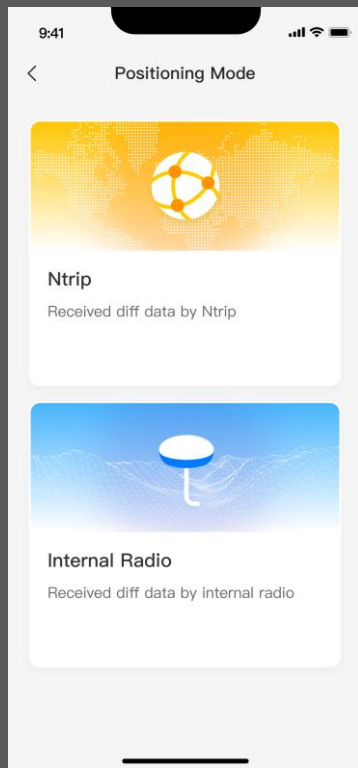 9:41
Positioning Mode
Ntrip
Received diff data by Ntrip
Internal Radio
Received diff data by internal radio